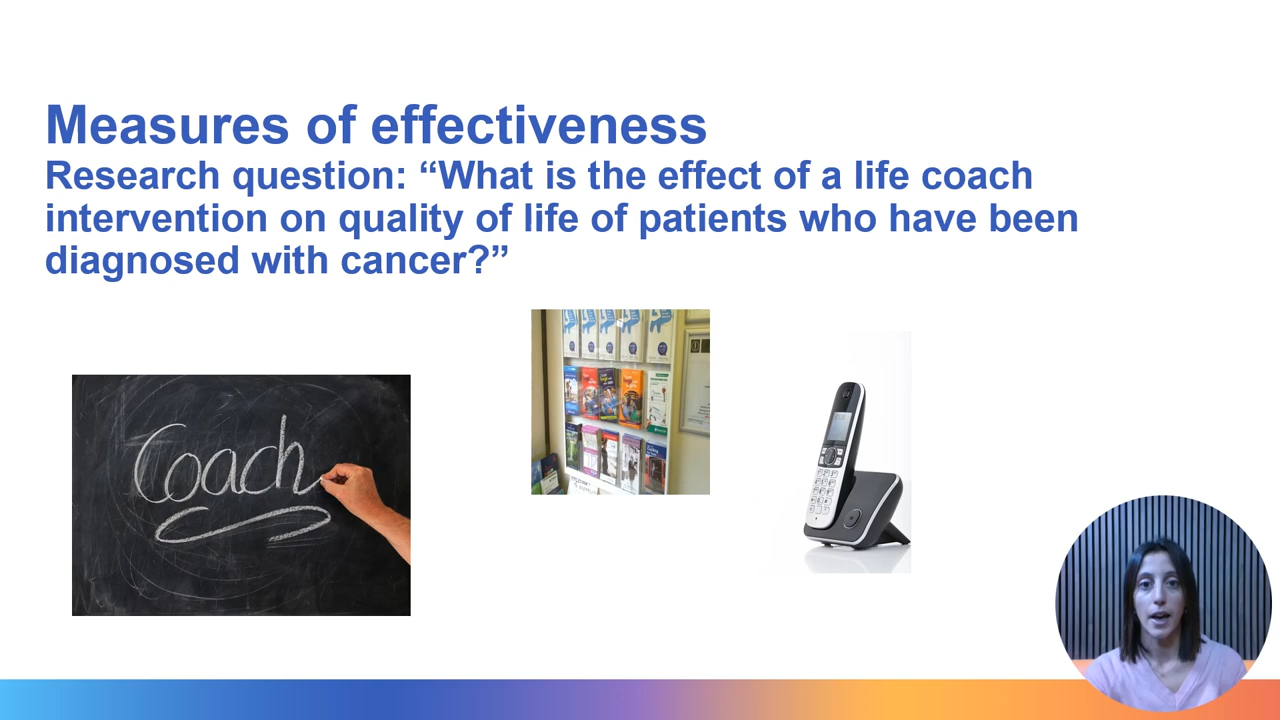 Measures of effectiveness
Research question: “What is the effect of a life coach
intervention on quality of life of patients who have been
diagnosed with cancer?”
Coach